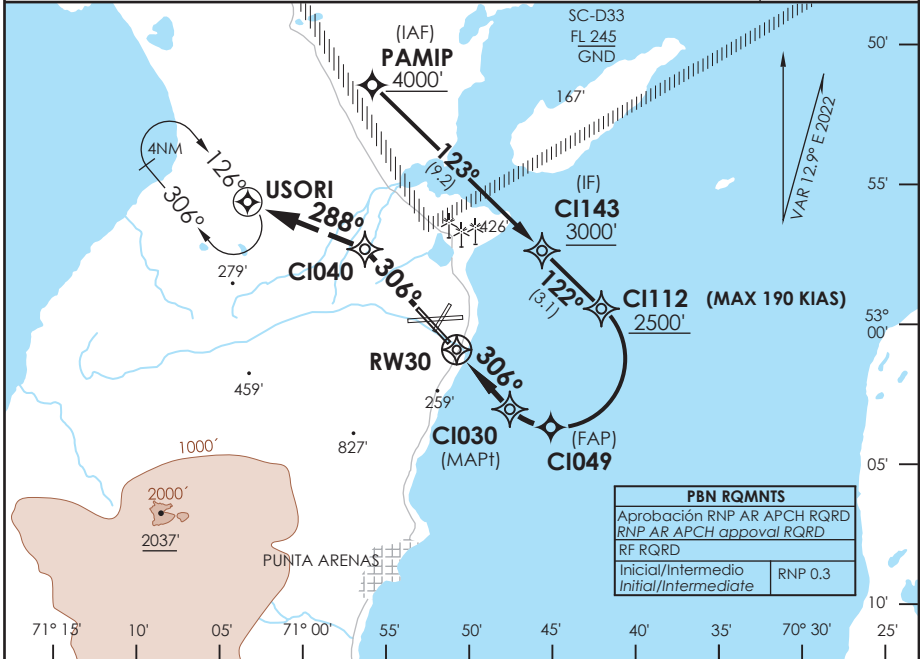 SC-D33
FL 245
GND
(IAF)
PAMIP
4000'
50'
167'
VAR 12.9° E 2022
4NM
126°
306°
USORI
123°
(9.2)
(IF)
CI143
3000'
55'
426'
288°
CI040
279'
306°
122°
(3.1)
CI112
(MAX 190 KIAS)
2500'
53°
00'
RW30
306°
459'
259'
827'
CI030
(MAPt)
(FAP)
CI049
1000´
2000´
2037'
05'
PUNTA ARENAS
PBN RQMNTS
Aprobación RNP AR APCH RQRD
RNP AR APCH appoval RQRD
RF RQRD
Inicial/Intermedio
Initial/Intermediate
RNP 0.3
10'
71° 15'
10'
05'
71° 00'
55'
50'
45'
40'
35'
70° 30'
25'